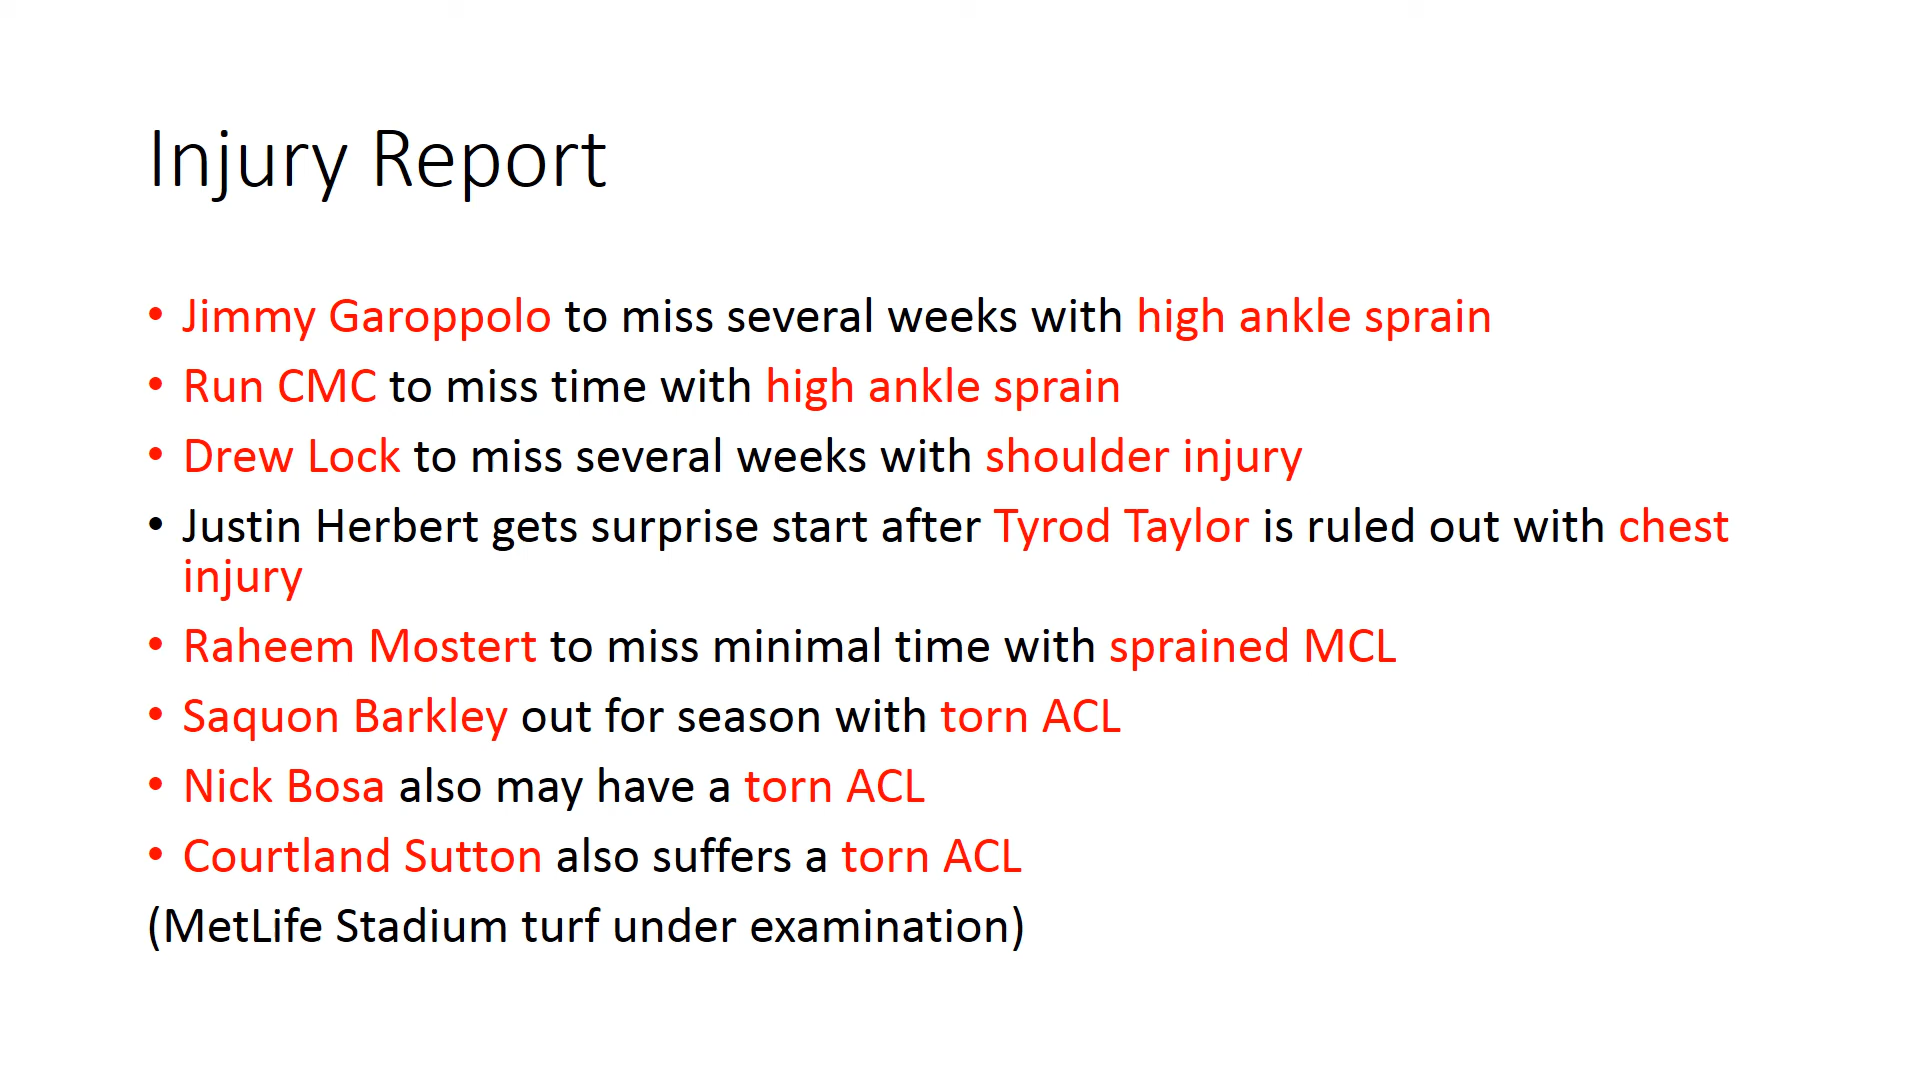 Injury Report
• Jimmy Garoppolo to miss several weeks with high ankle sprain
• Run CMC to miss time with high ankle sprain
• Drew Lock to miss several weeks with shoulder injury
• Justin Herbert gets surprise start after Tyrod Taylor is ruled out with chest
injury
• Raheem Mostert to miss minimal time with sprained MCL
• Saquon Barkley out for season with torn ACL
• Nick Bosa also may have a torn ACL
• Courtland Sutton also suffers a torn ACL
(MetLife Stadium turf under examination)